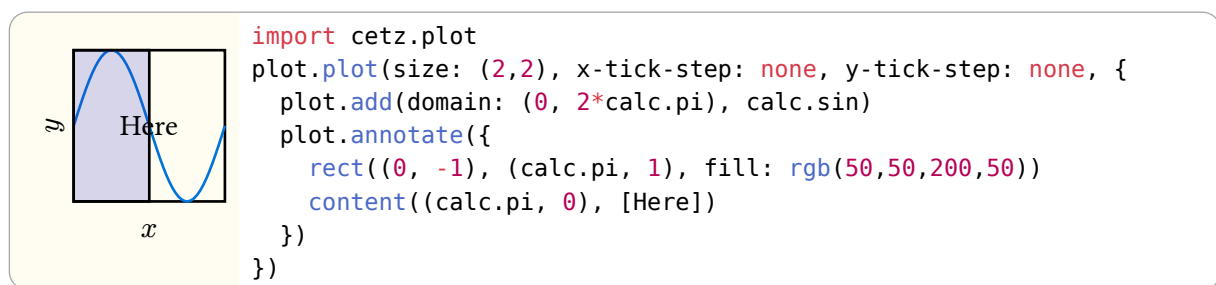 y
Here
x
import cetz.plot
plot.plot(size: (2,2), x-tick-step: none, y-tick-step: none, {
  plot.add(domain: (0, 2*calc.pi), calc.sin)
  plot.annotate({
    rect((0, -1), (calc.pi, 1), fill: rgb(50,50,200,50))
    content((calc.pi, 0), [Here])
  })
})